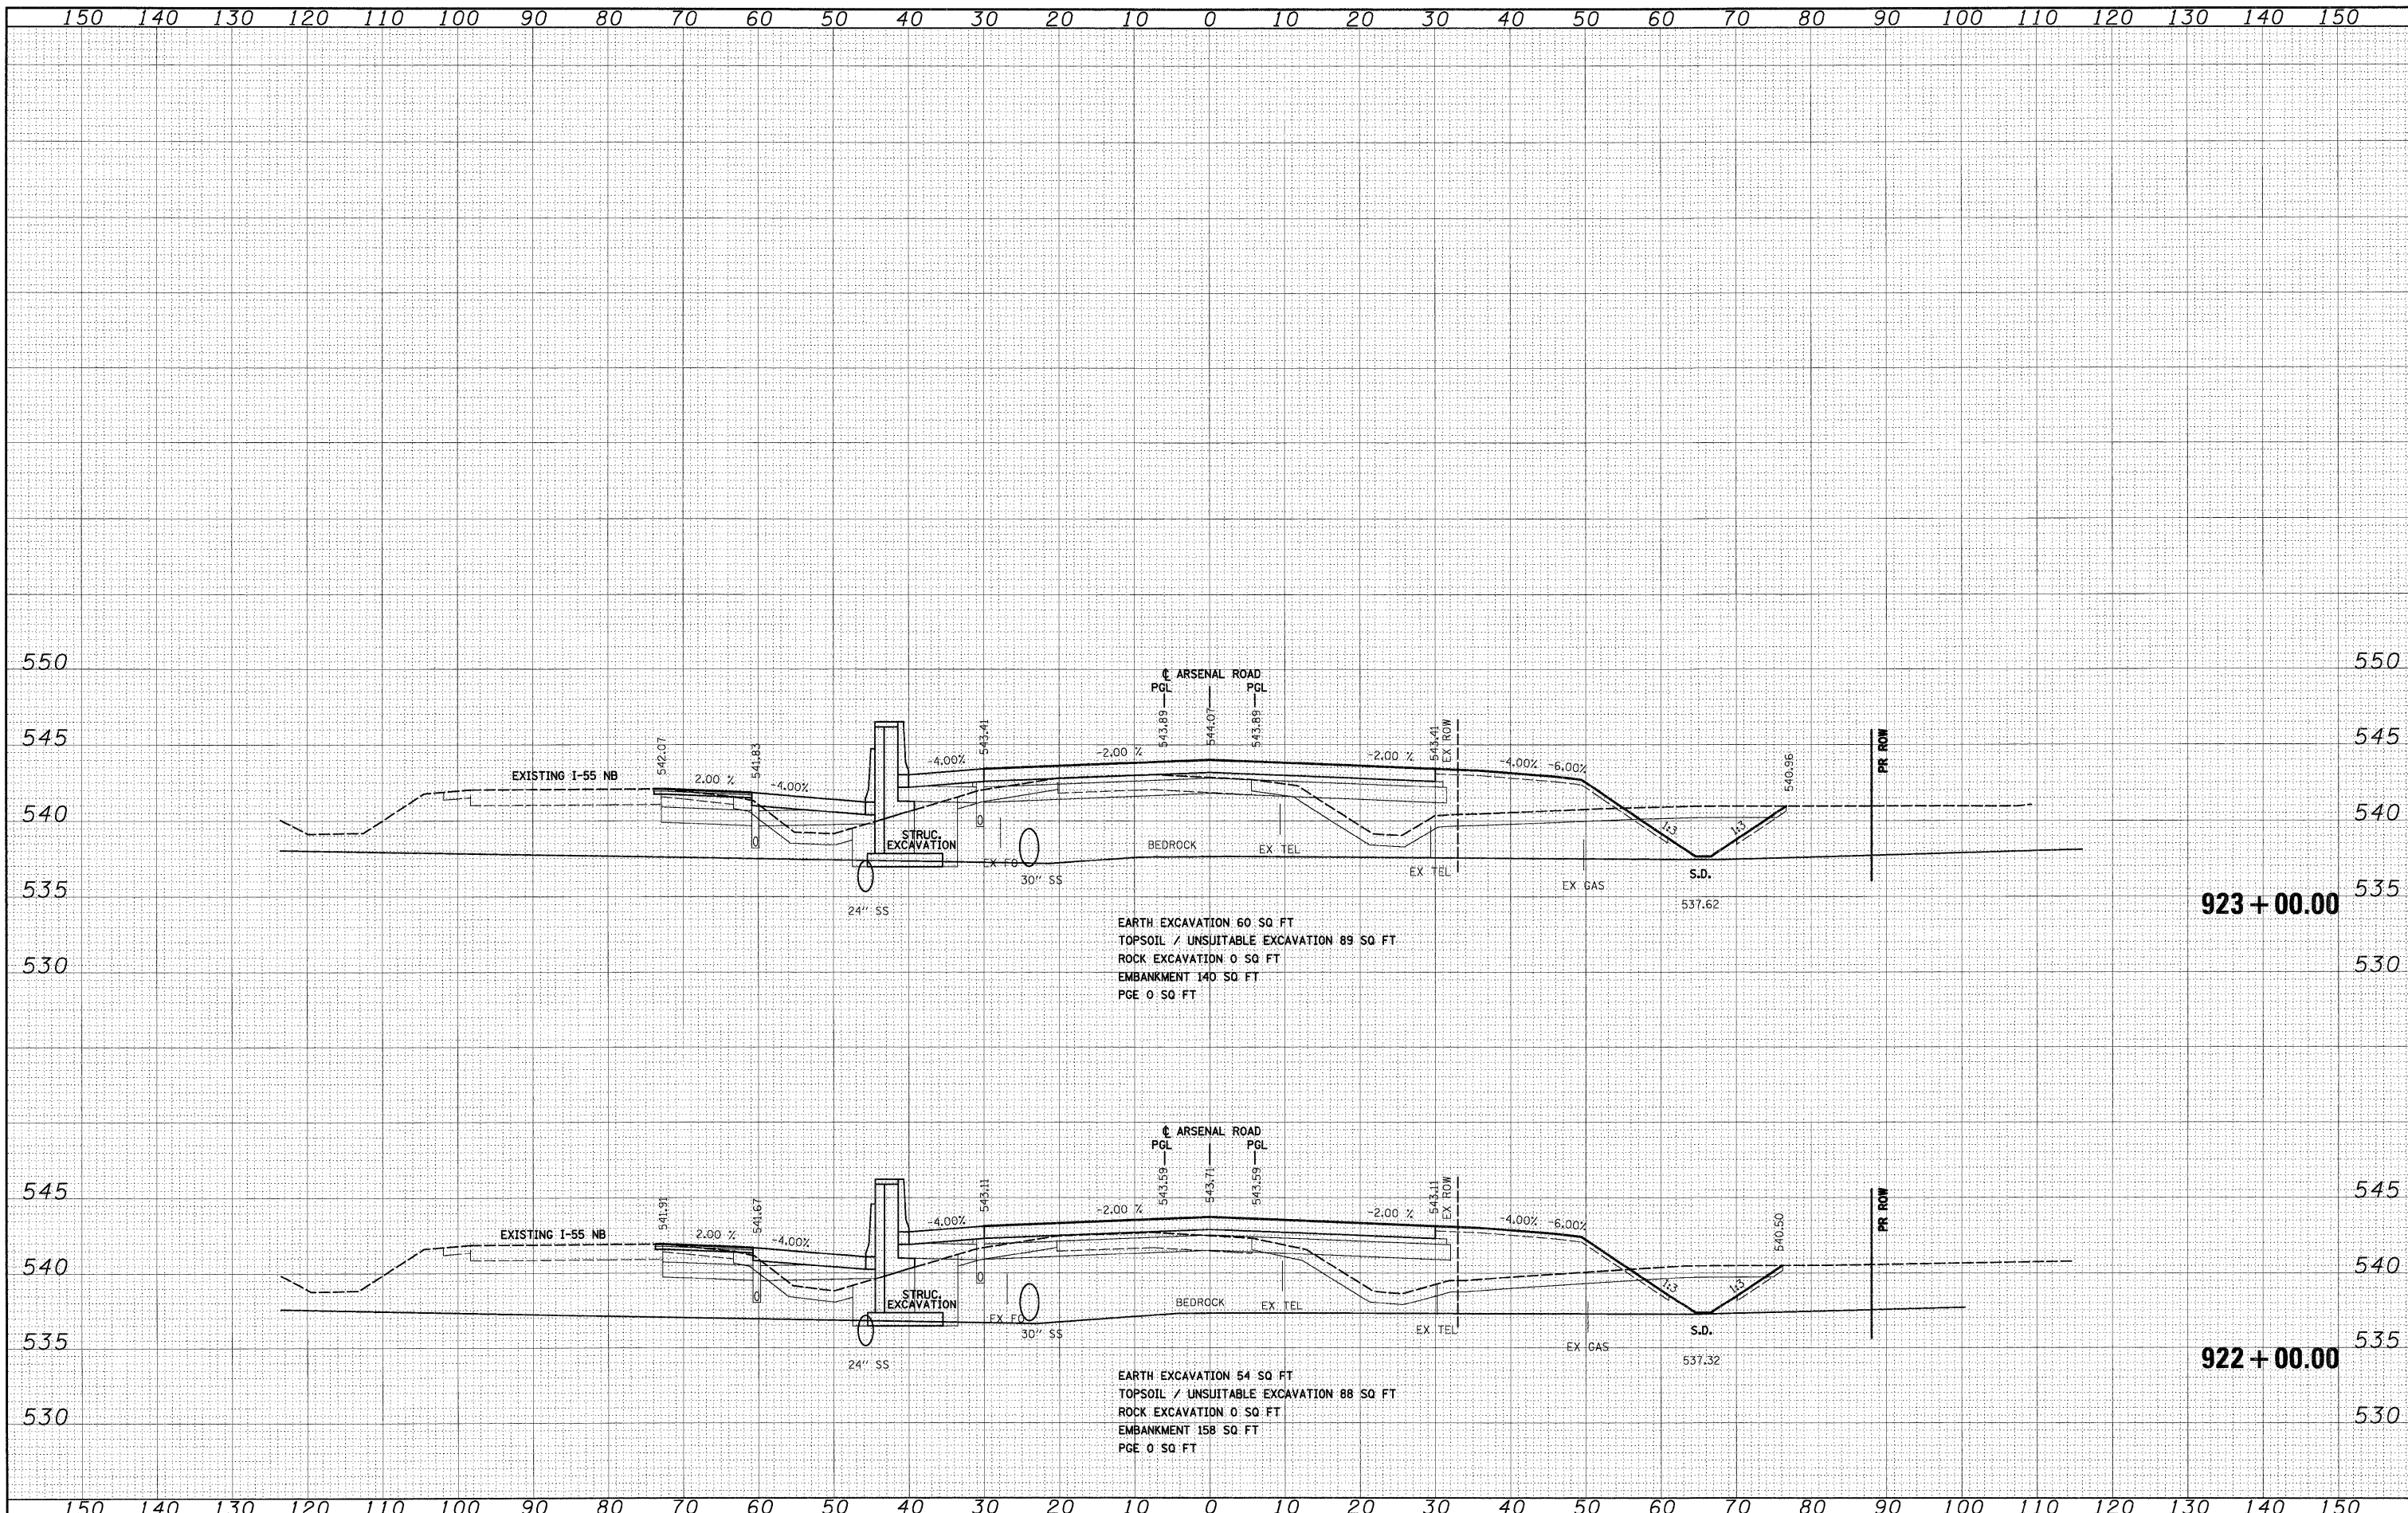 150 140 130 120 110 100 90 80 70 60 50 40 30 20 10 0 10 20 30 40 50 60 70 80 90 100 110 120 130 140 150
550 550
℄ ARSENAL ROAD
PGL PGL
542.07 541.83 543.41 543.89 544.07 543.89 543.41 EX ROW 540.96 PR ROW
545 545
EXISTING I-55 NB 2.00 % -4.00% -4.00% -2.00 % -2.00 % -4.00% -6.00%
540 540
0 0 1:3 1:3
STRUC.
EXCAVATION
BEDROCK EX TEL
EX FO
30'' SS EX TEL EX GAS S.D.
535 535
24'' SS 537.62
923+00.00
EARTH EXCAVATION 60 SQ FT
TOPSOIL / UNSUITABLE EXCAVATION 89 SQ FT
ROCK EXCAVATION 0 SQ FT
EMBANKMENT 140 SQ FT
PGE 0 SQ FT
530 530
℄ ARSENAL ROAD
PGL PGL
541.91 541.67 543.11 543.59 543.71 543.59 543.11 EX ROW 540.50 PR ROW
545 545
EXISTING I-55 NB 2.00 % -4.00% -4.00% -2.00 % -2.00 % -4.00% -6.00%
540 540
0 0 1:3 1:3
STRUC.
EXCAVATION
BEDROCK EX TEL
EX FO
30'' SS EX TEL EX GAS S.D.
535 535
24'' SS 537.32
922+00.00
EARTH EXCAVATION 54 SQ FT
TOPSOIL / UNSUITABLE EXCAVATION 88 SQ FT
ROCK EXCAVATION 0 SQ FT
EMBANKMENT 158 SQ FT
PGE 0 SQ FT
530 530
150 140 130 120 110 100 90 80 70 60 50 40 30 20 10 0 10 20 30 40 50 60 70 80 90 100 110 120 130 140 150